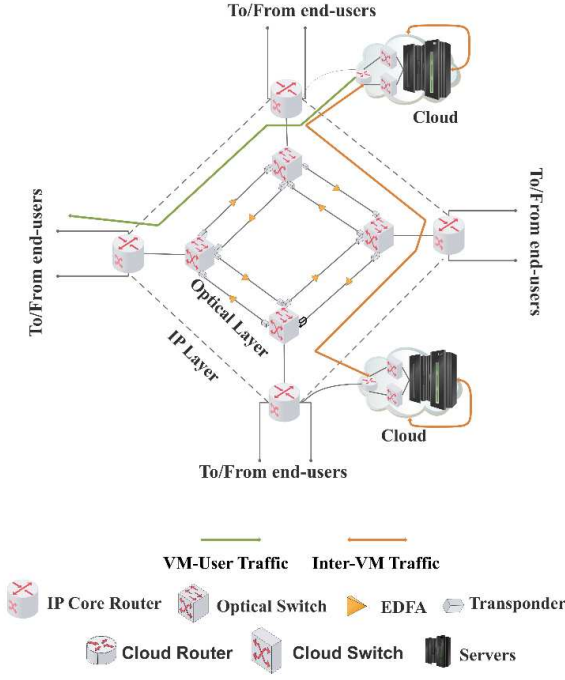 To/From end-users
Cloud
To/From end-users
To/From end-users
Optical Layer
IP Layer
Cloud
To/From end-users
VM-User Traffic
Inter-VM Traffic
IP Core Router
Optical Switch
EDFA
Transponder
Cloud Router
Cloud Switch
Servers